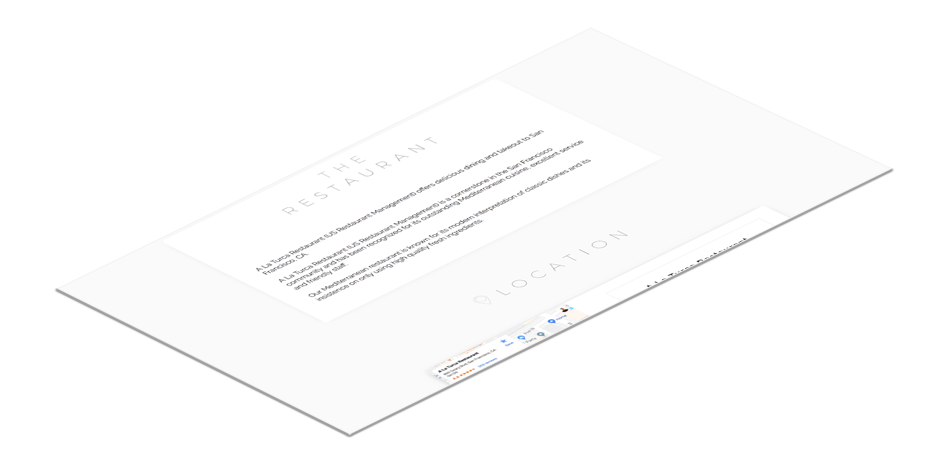 THE
RESTAURANT
A La Turca Restaurant (US Restaurant Management) offers delicious dining and takeout to San
Francisco, CA
A La Turca Restaurant (US Restaurant Management) is a cornerstone in the San Francisco
community and has been recognized for its outstanding Mediterranean cuisine, excellent service
and friendly staff.
Our Mediterranean restaurant is known for its modern interpretation of classic dishes and its
insistence on only using high quality fresh ingredients.
LOCATION
A La Turca Restaurant
A La Turca Restaurant